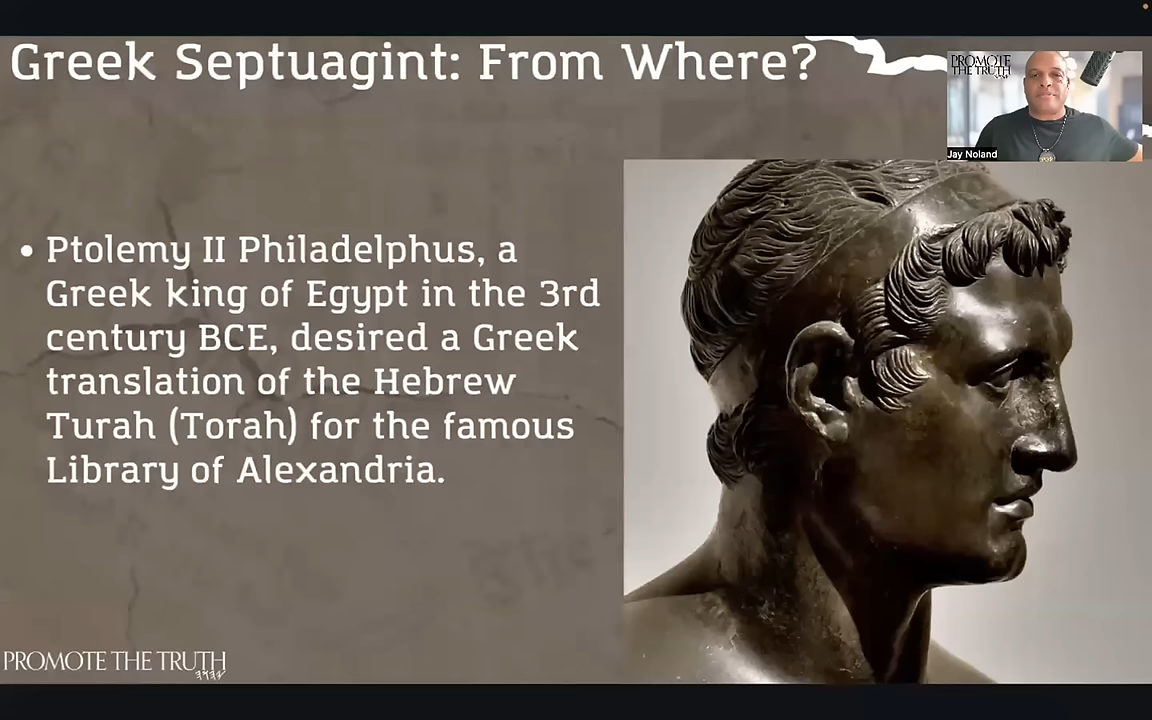 Greek Septuagint: From Where?
PROMOTE
THE TRUTH
Jay Noland
• Ptolemy II Philadelphus, a
Greek king of Egypt in the 3rd
century BCE, desired a Greek
translation of the Hebrew
Turah (Torah) for the famous
Library of Alexandria.
PROMOTE THE TRUTH